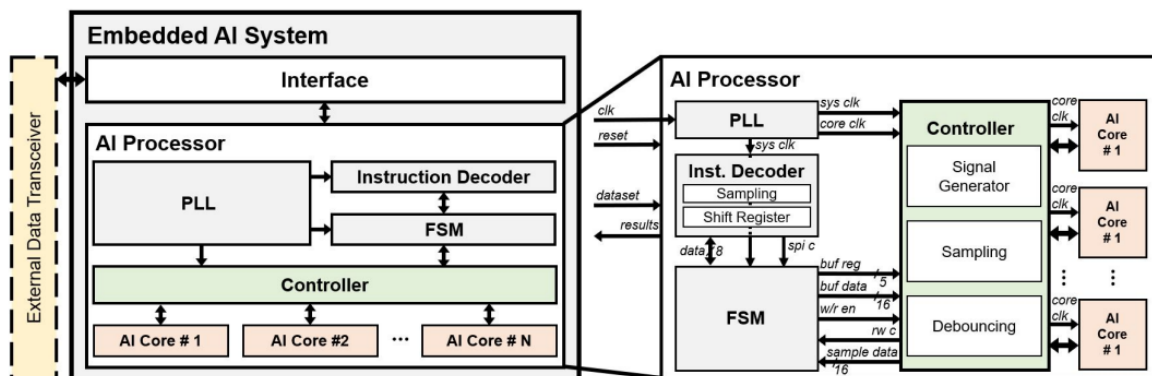 Embedded AI System
External Data Transceiver
Interface
AI Processor
PLL
Instruction Decoder
FSM
Controller
AI Core # 1
AI Core #2
...
AI Core # N
clk
reset
dataset
results
AI Processor
PLL
sys clk
core clk
sys clk
Inst. Decoder
Sampling
Shift Register
data
8
spi c
FSM
buf reg
5
buf data
16
w/r en
rw c
sample data
16
Controller
Signal
Generator
Sampling
Debouncing
core
clk
AI
Core
# 1
core
clk
AI
Core
# 1
core
clk
AI
Core
# 1